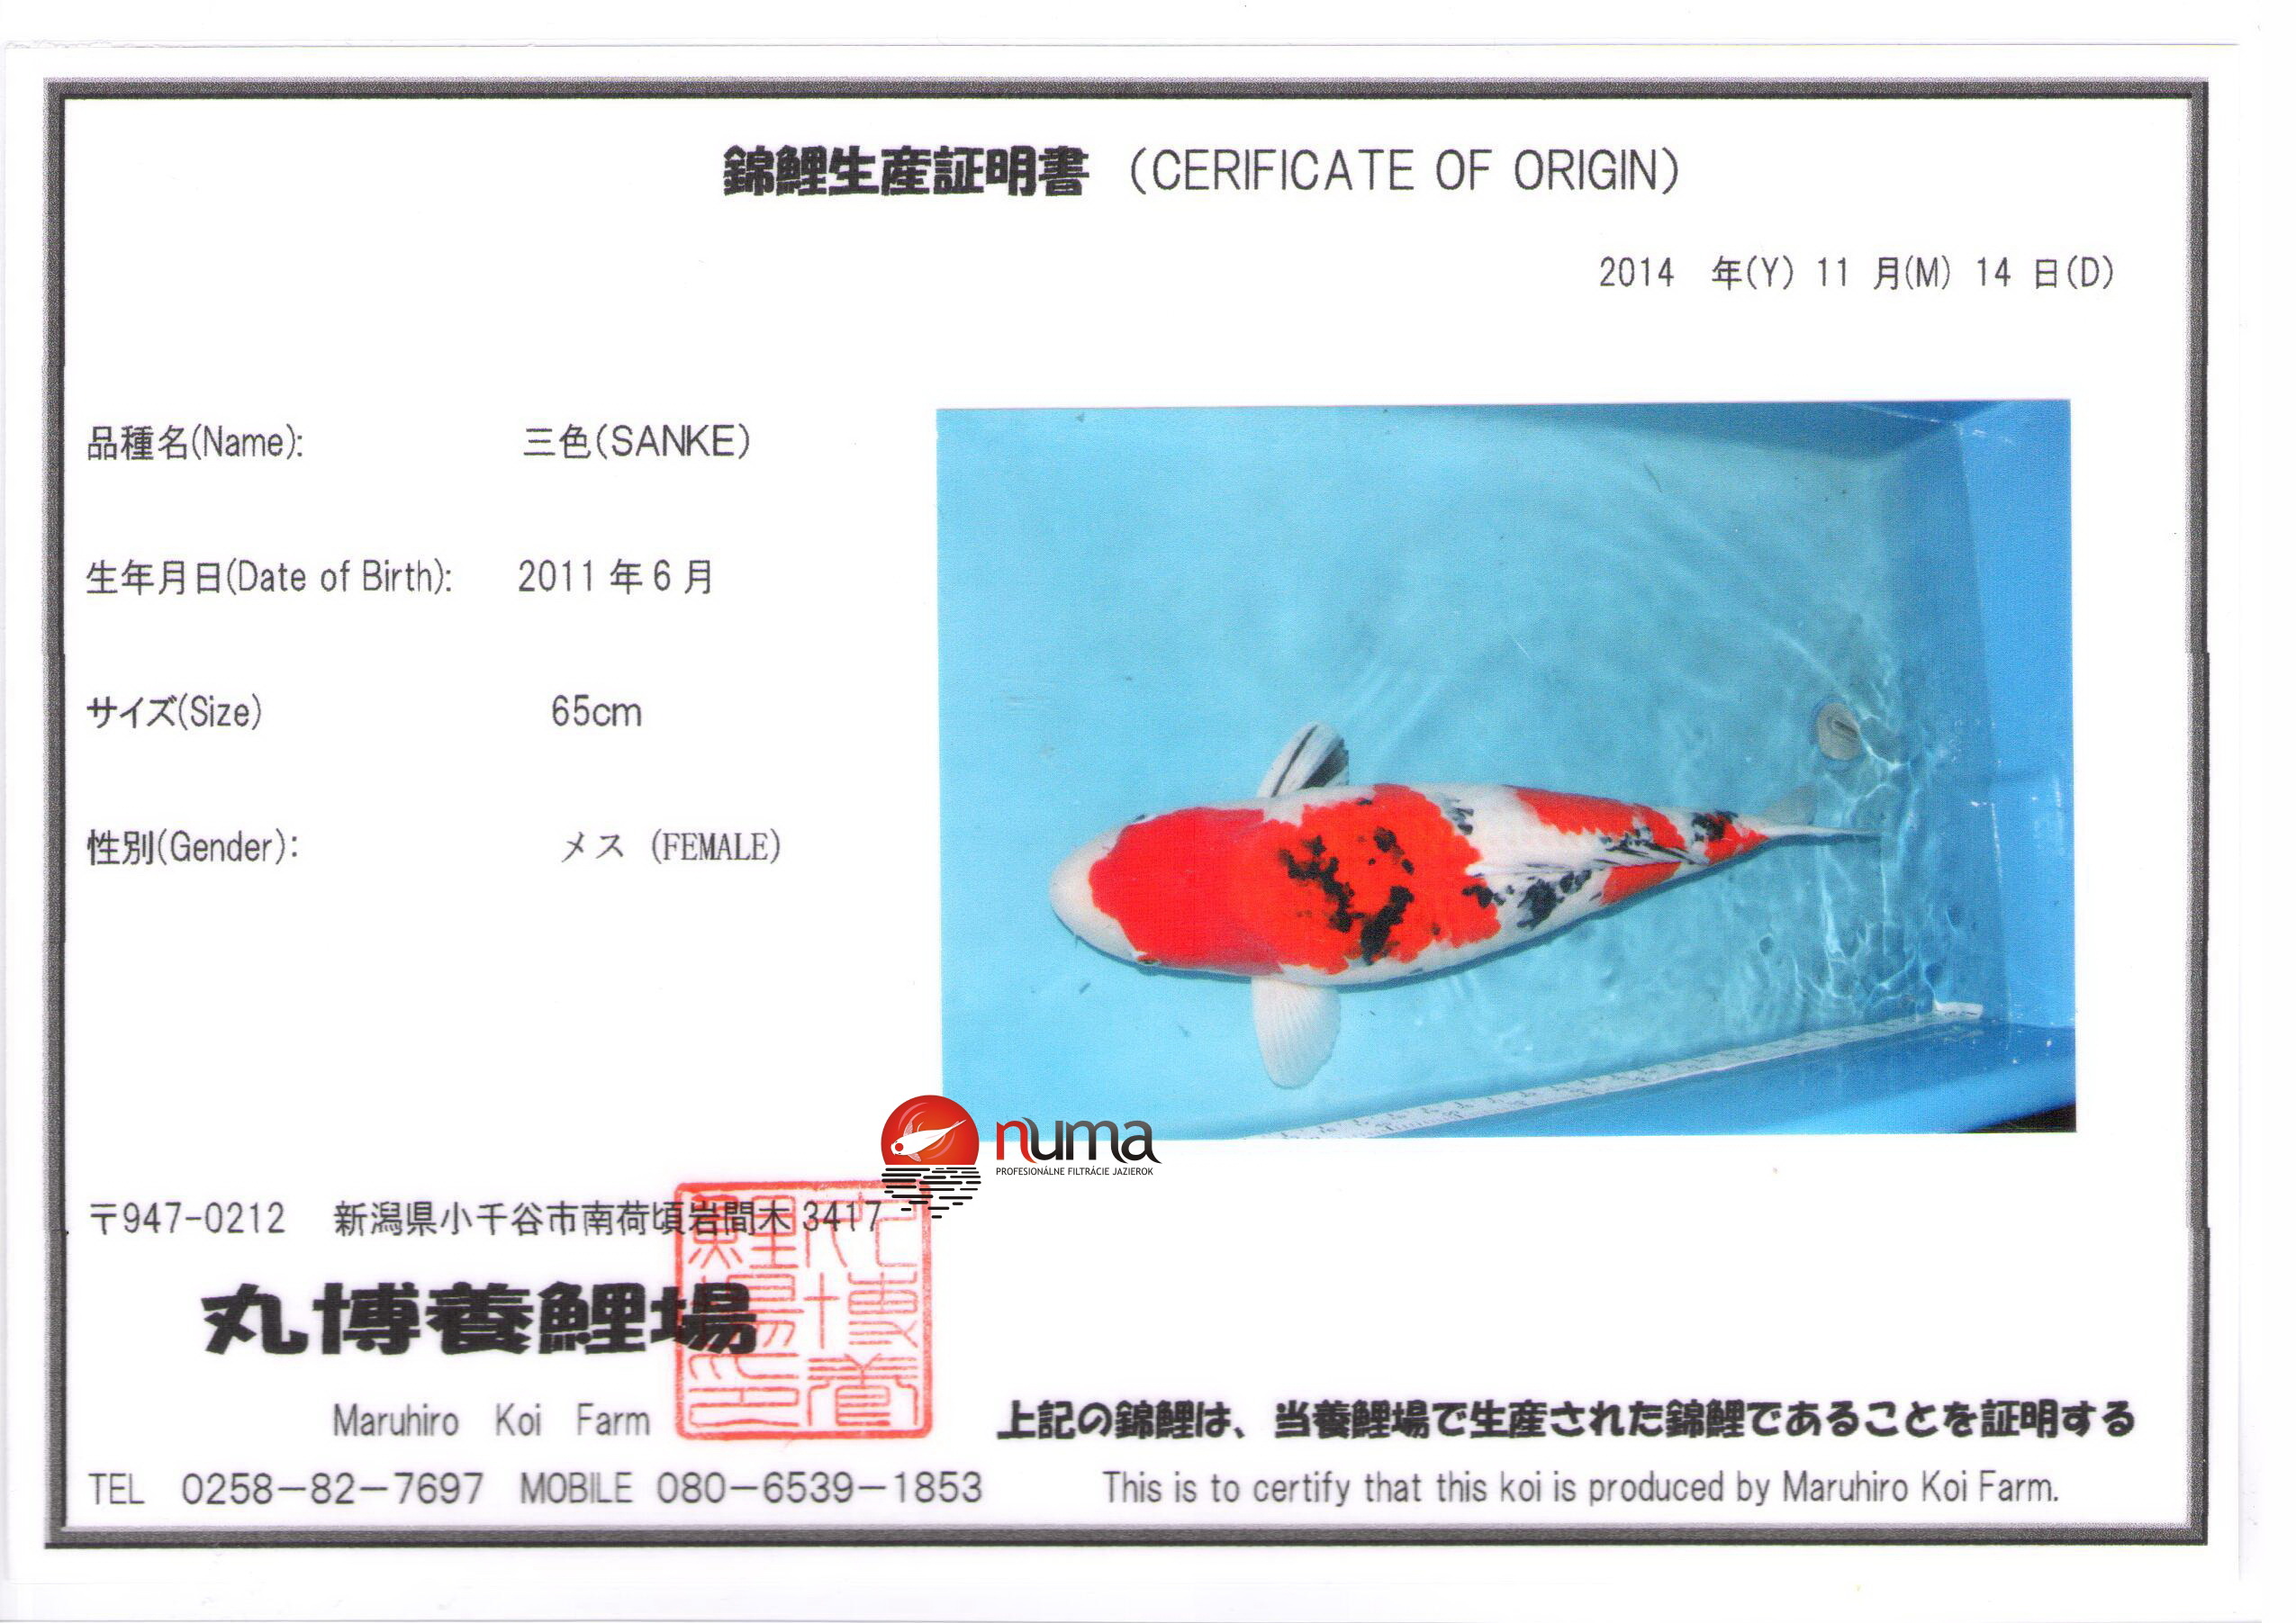 錦鯉生産証明書 (CERIFICATE OF ORIGIN)
2014 年(Y) 11 月(M) 14 日(D)
品種名(Name): 三色(SANKE)
生年月日(Date of Birth): 2011 年 6 月
サイズ(Size) 65cm
性別(Gender): メス (FEMALE)
numa
PROFESIONÁLNE FILTRÁCIE JAZIEROK
〒947-0212 新潟県小千谷市南荷頃岩間木 3417
丸博養鯉場
Maruhiro Koi Farm
上記の錦鯉は、当養鯉場で生産された錦鯉であることを証明する
TEL 0258-82-7697 MOBILE 080-6539-1853
This is to certify that this koi is produced by Maruhiro Koi Farm.